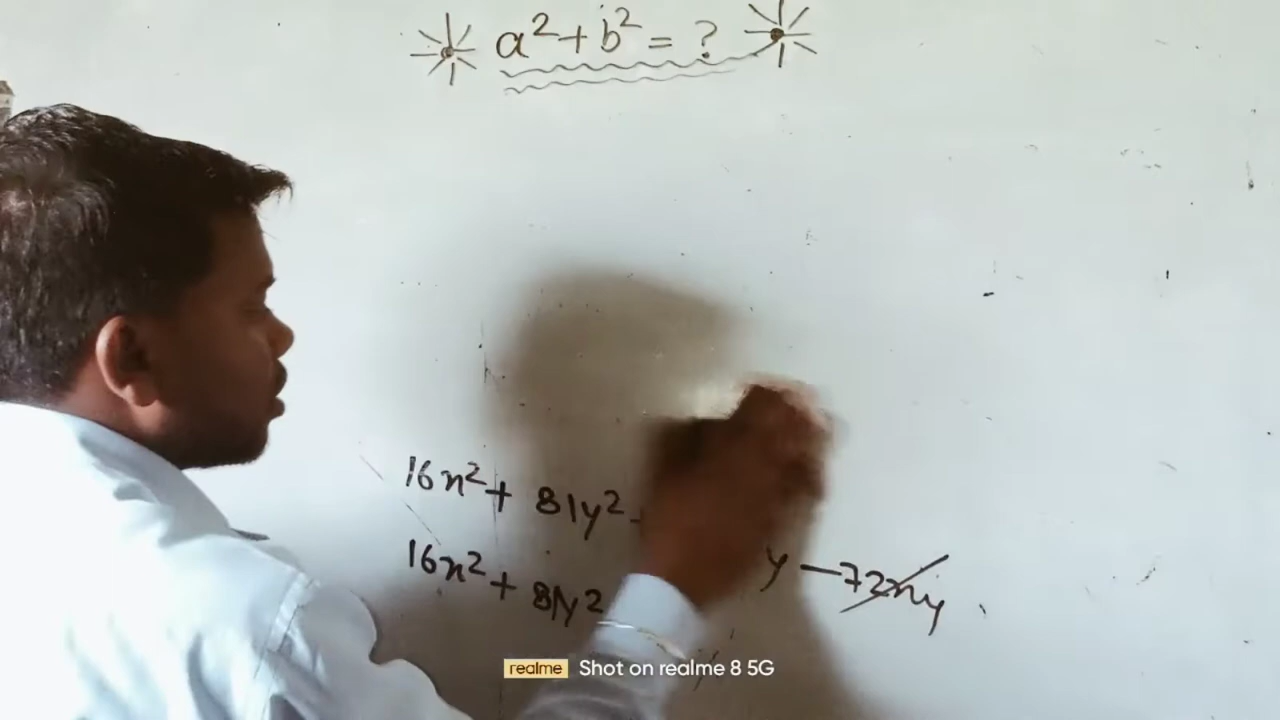 a²+b² = ?
16x²+ 81y² -
16x²+ 81y² y - 72xy
realme Shot on realme 8 5G